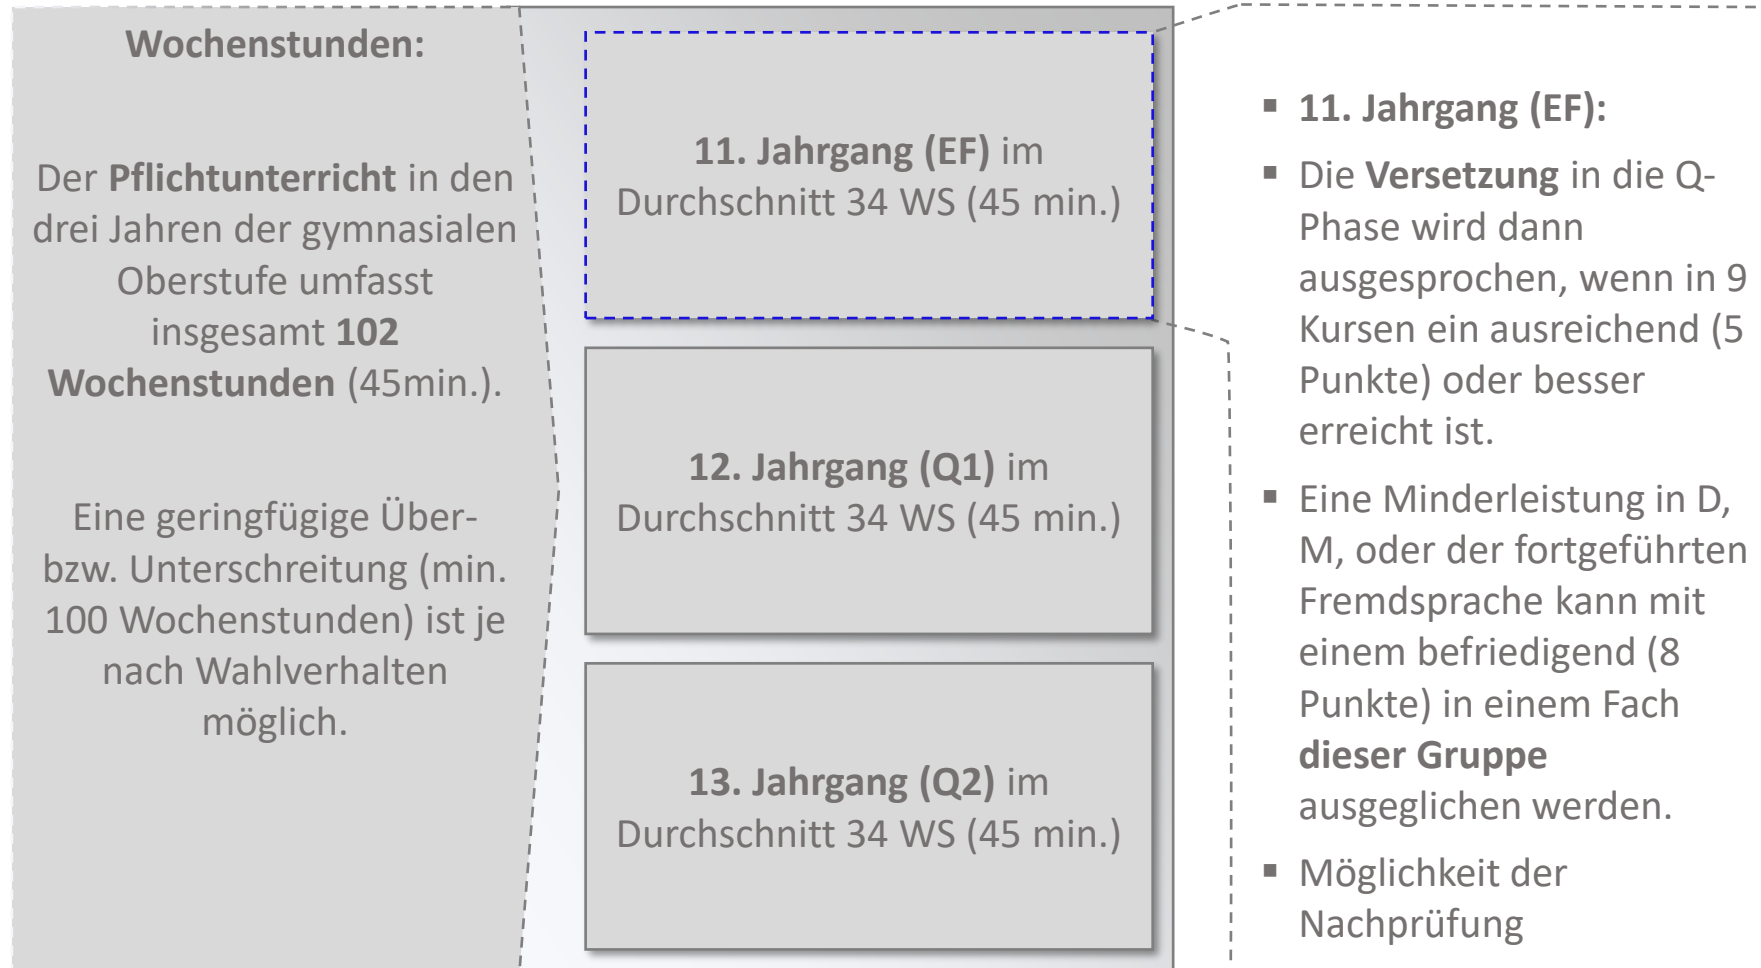 Wochenstunden:
Der Pflichtunterricht in den
drei Jahren der gymnasialen
Oberstufe umfasst
insgesamt 102
Wochenstunden (45min.).
Eine geringfügige Über-
bzw. Unterschreitung (min.
100 Wochenstunden) ist je
nach Wahlverhalten
möglich.
11. Jahrgang (EF) im
Durchschnitt 34 WS (45 min.)
12. Jahrgang (Q1) im
Durchschnitt 34 WS (45 min.)
13. Jahrgang (Q2) im
Durchschnitt 34 WS (45 min.)
▪ 11. Jahrgang (EF):
▪ Die Versetzung in die Q-
Phase wird dann
ausgesprochen, wenn in 9
Kursen ein ausreichend (5
Punkte) oder besser
erreicht ist.
▪ Eine Minderleistung in D,
M, oder der fortgeführten
Fremdsprache kann mit
einem befriedigend (8
Punkte) in einem Fach
dieser Gruppe
ausgeglichen werden.
▪ Möglichkeit der
Nachprüfung